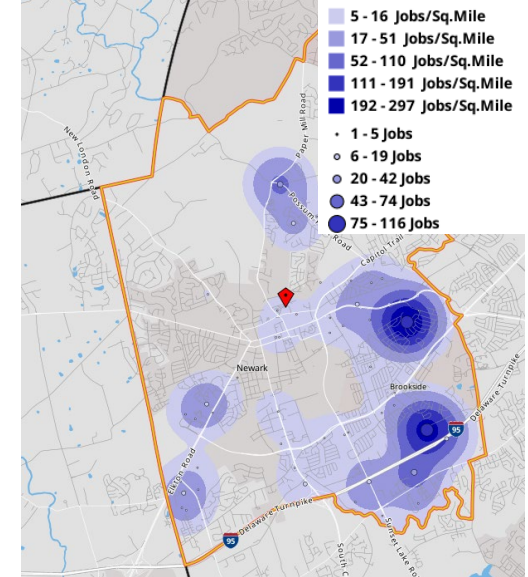 5 - 16 Jobs/Sq.Mile
17 - 51 Jobs/Sq.Mile
52 - 110 Jobs/Sq.Mile
111 - 191 Jobs/Sq.Mile
192 - 297 Jobs/Sq.Mile
1 - 5 Jobs
6 - 19 Jobs
20 - 42 Jobs
43 - 74 Jobs
75 - 116 Jobs
Paper Mill Road
New London Road
Possum
Road
Capitol Trail
Newark
Brookside
Delaware Turnpike
95
Elkton Road
Delaware Turnpike
95
South C
Sunset Lake Ro